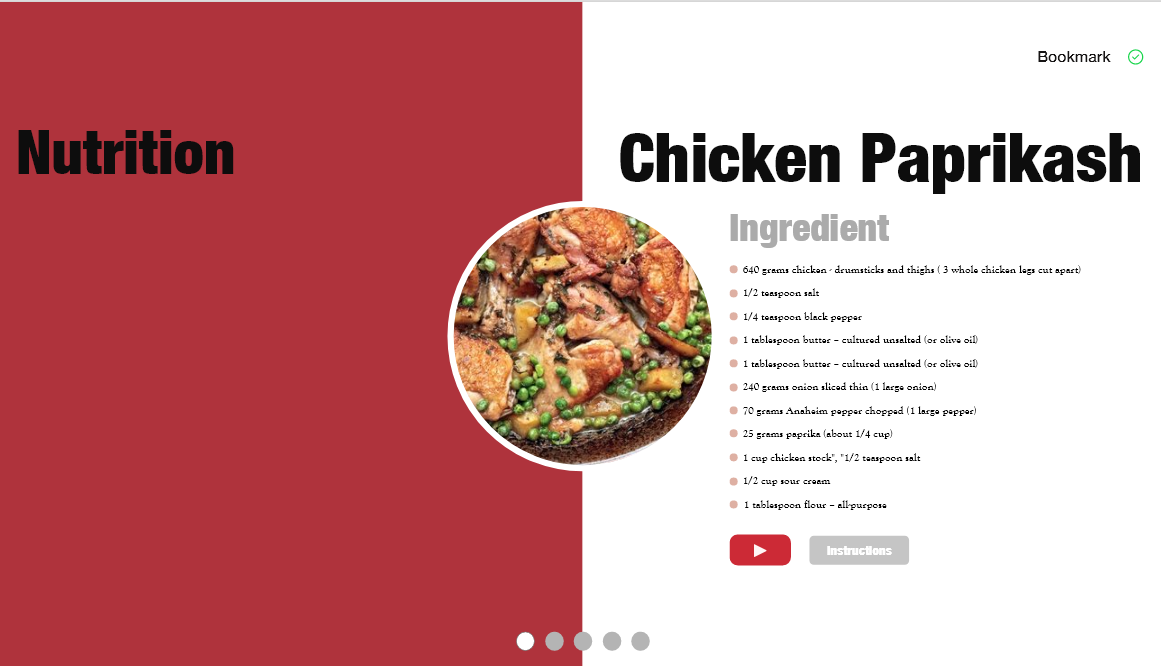 Bookmark
Nutrition
Chicken Paprikash
Ingredient
640 grams chicken - drumsticks and thighs ( 3 whole chicken legs cut apart)
1/2 teaspoon salt
1/4 teaspoon black pepper
1 tablespoon butter – cultured unsalted (or olive oil)
1 tablespoon butter – cultured unsalted (or olive oil)
240 grams onion sliced thin (1 large onion)
70 grams Anaheim pepper chopped (1 large pepper)
25 grams paprika (about 1/4 cup)
1 cup chicken stock", "1/2 teaspoon salt
1/2 cup sour cream
1 tablespoon flour – all-purpose
Instructions